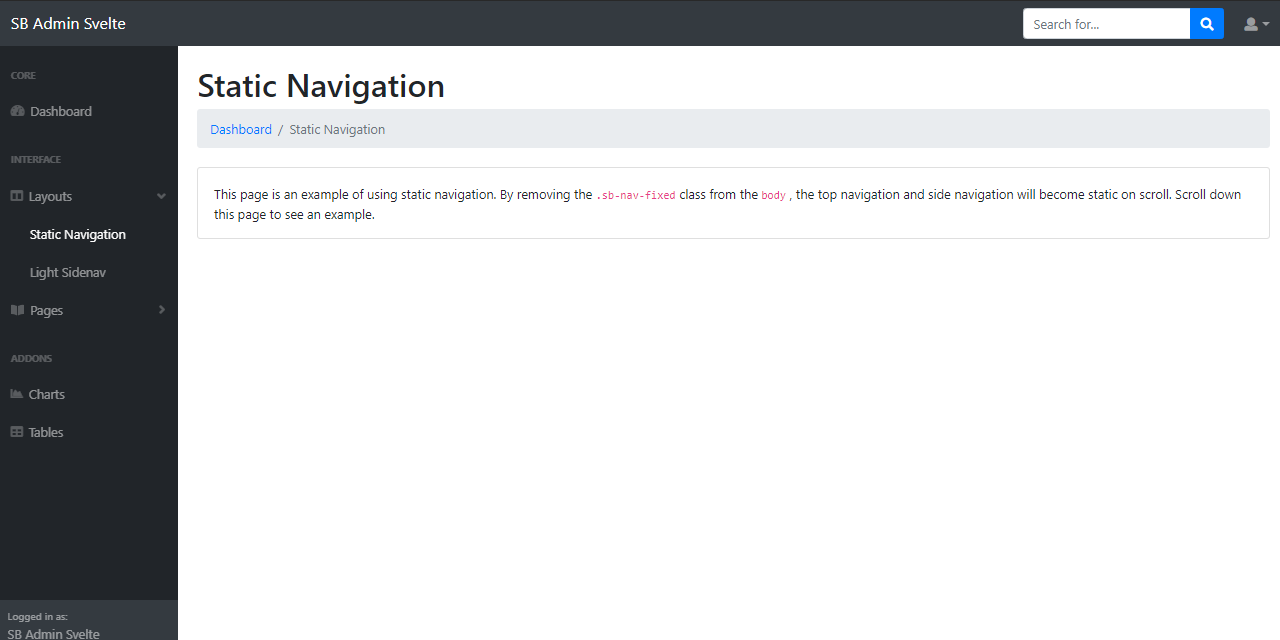 SB Admin Svelte
Search for...
CORE
Dashboard
INTERFACE
Layouts
Static Navigation
Light Sidenav
Pages
ADDONS
Charts
Tables
Logged in as:
SB Admin Svelte
Static Navigation
Dashboard / Static Navigation
This page is an example of using static navigation. By removing the .sb-nav-fixed class from the body , the top navigation and side navigation will become static on scroll. Scroll down
this page to see an example.